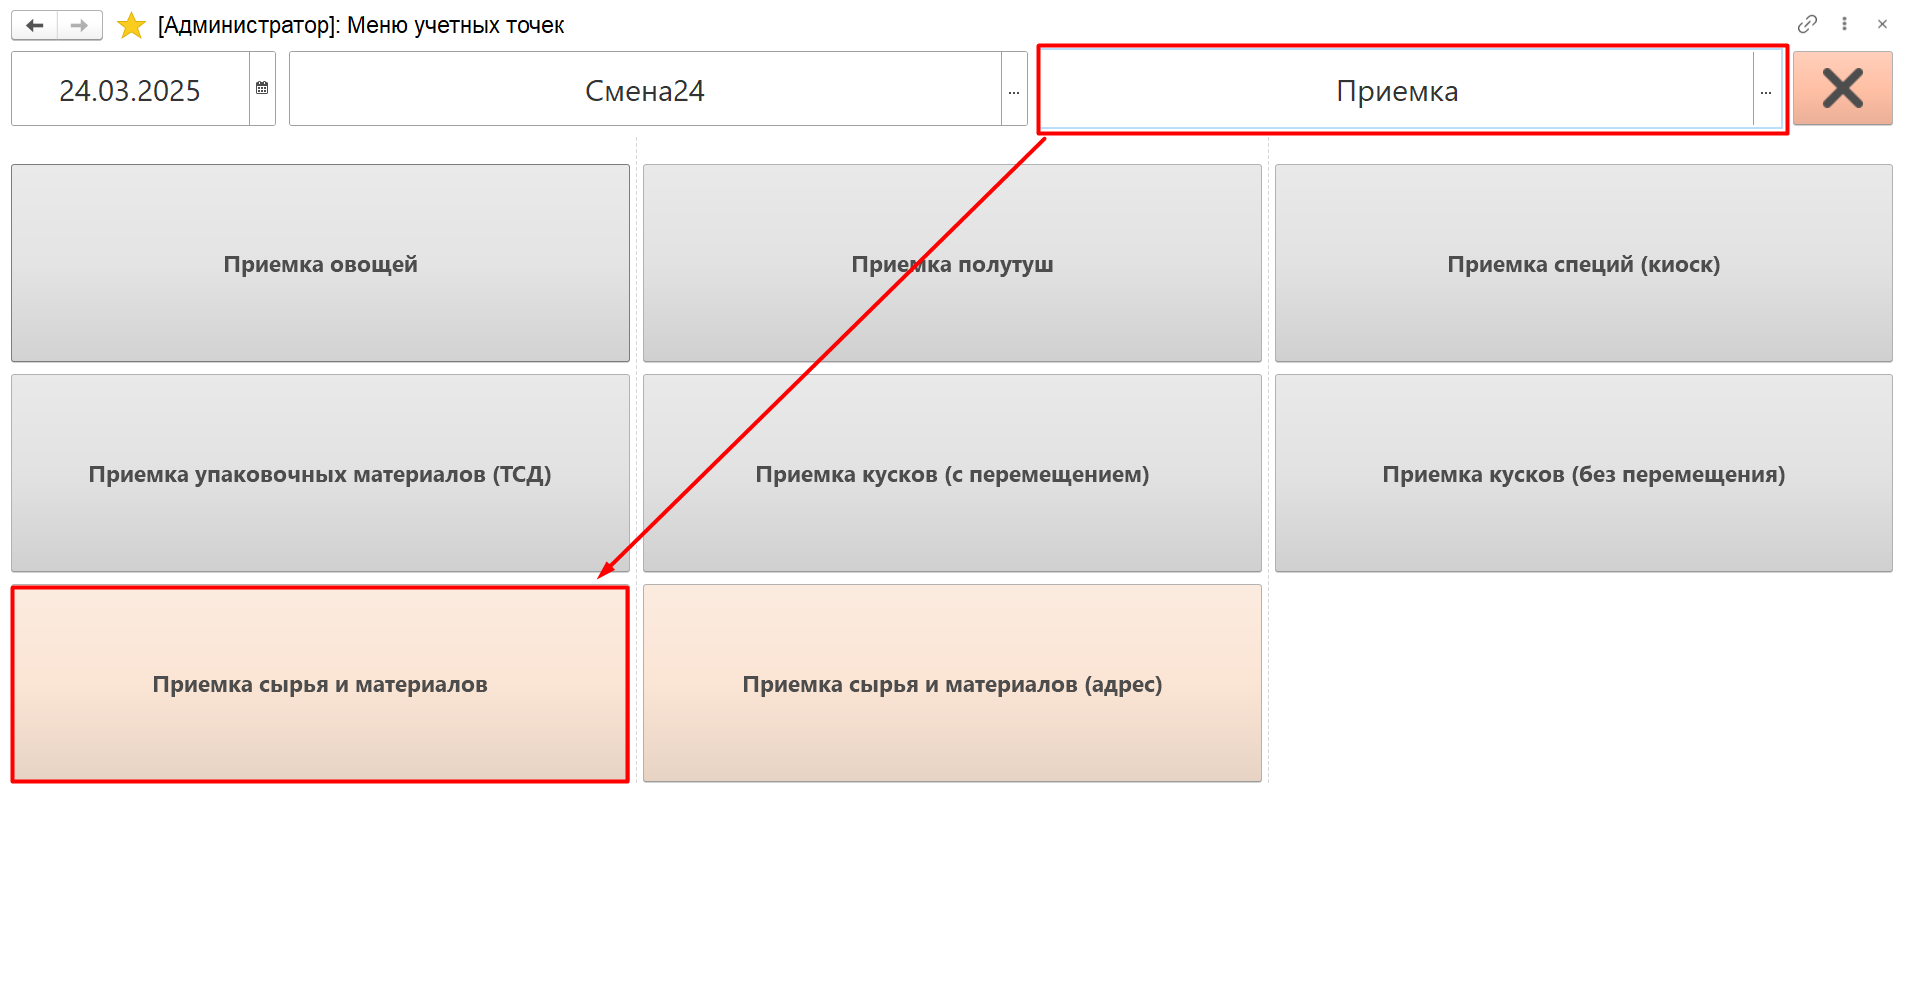 [Администратор]: Меню учетных точек
24.03.2025
Смена24
...
Приемка
...
Приемка овощей
Приемка полутуш
Приемка специй (киоск)
Приемка упаковочных материалов (ТСД)
Приемка кусков (с перемещением)
Приемка кусков (без перемещения)
Приемка сырья и материалов
Приемка сырья и материалов (адрес)